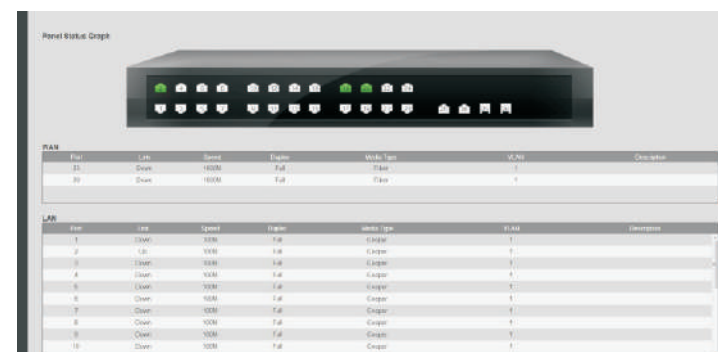 Panel Status Graph
WAN
Port Link Speed Duplex Media Type VLAN Description
Down 1000M Full Fiber 1
Down 1000M Full Fiber 1
LAN
Port Link Speed Duplex Media Type VLAN Description
1 Down 100M Full Copper 1
2 Up 100M Full Copper 1
3 Down 100M Full Copper 1
4 Down 100M Full Copper 1
5 Down 100M Full Copper 1
6 Down 100M Full Copper 1
7 Down 100M Full Copper 1
8 Down 100M Full Copper 1
9 Down 100M Full Copper 1
10 Down 100M Full Copper 1